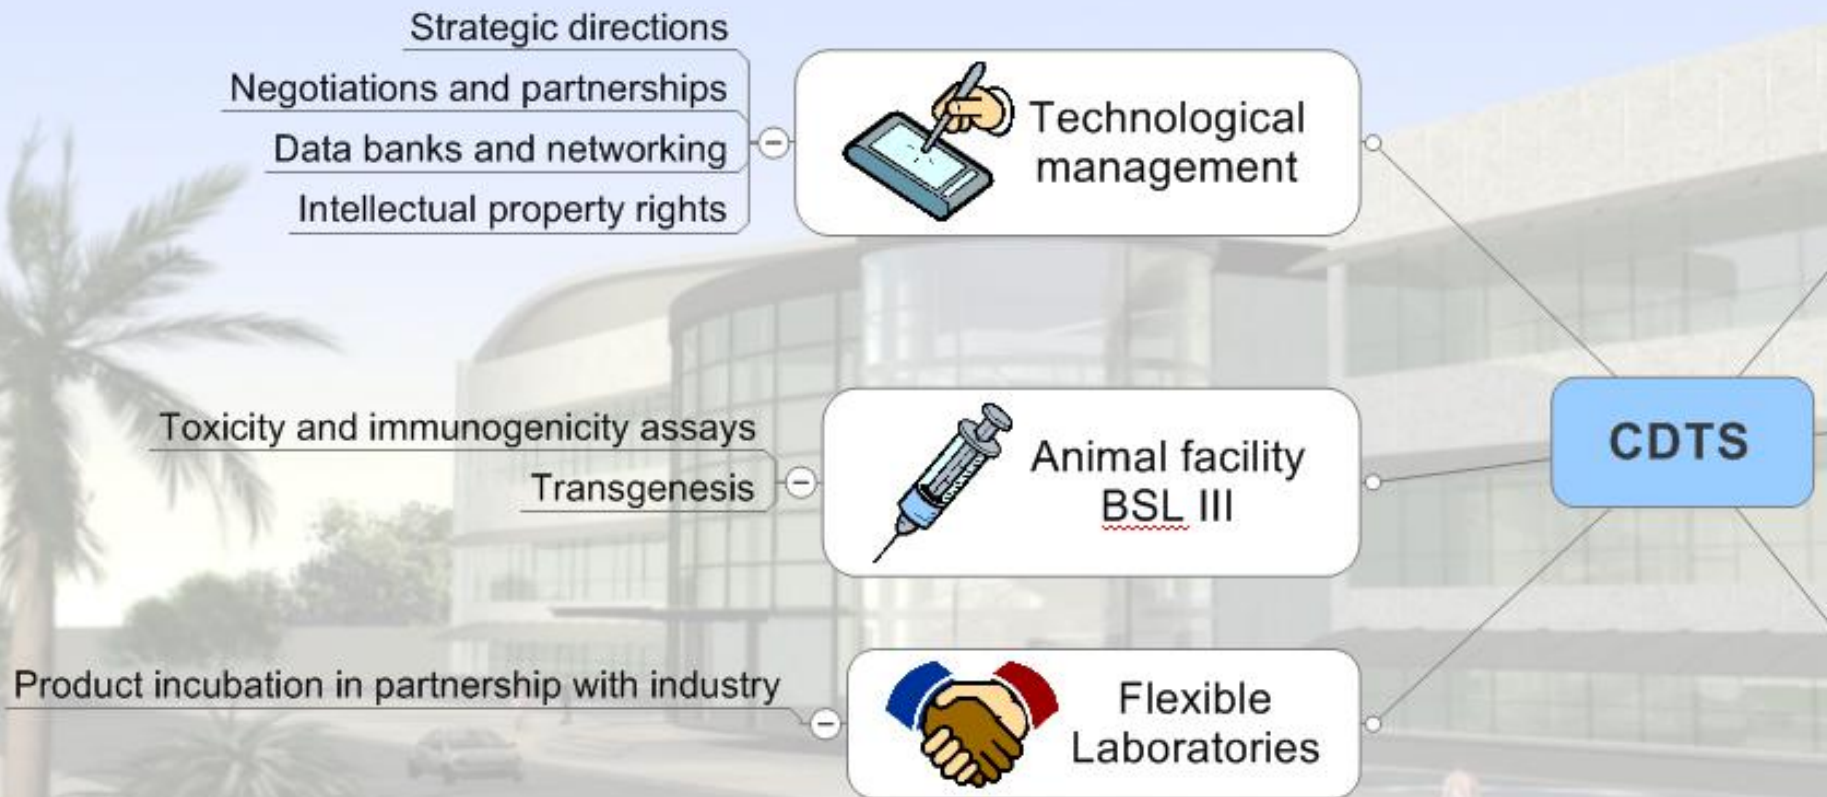 Strategic directions
Negotiations and partnerships
Data banks and networking
Intellectual property rights
Technological
management
Toxicity and immunogenicity assays
Transgenesis
Animal facility
BSL III
CDTS
Product incubation in partnership with industry
Flexible
Laboratories